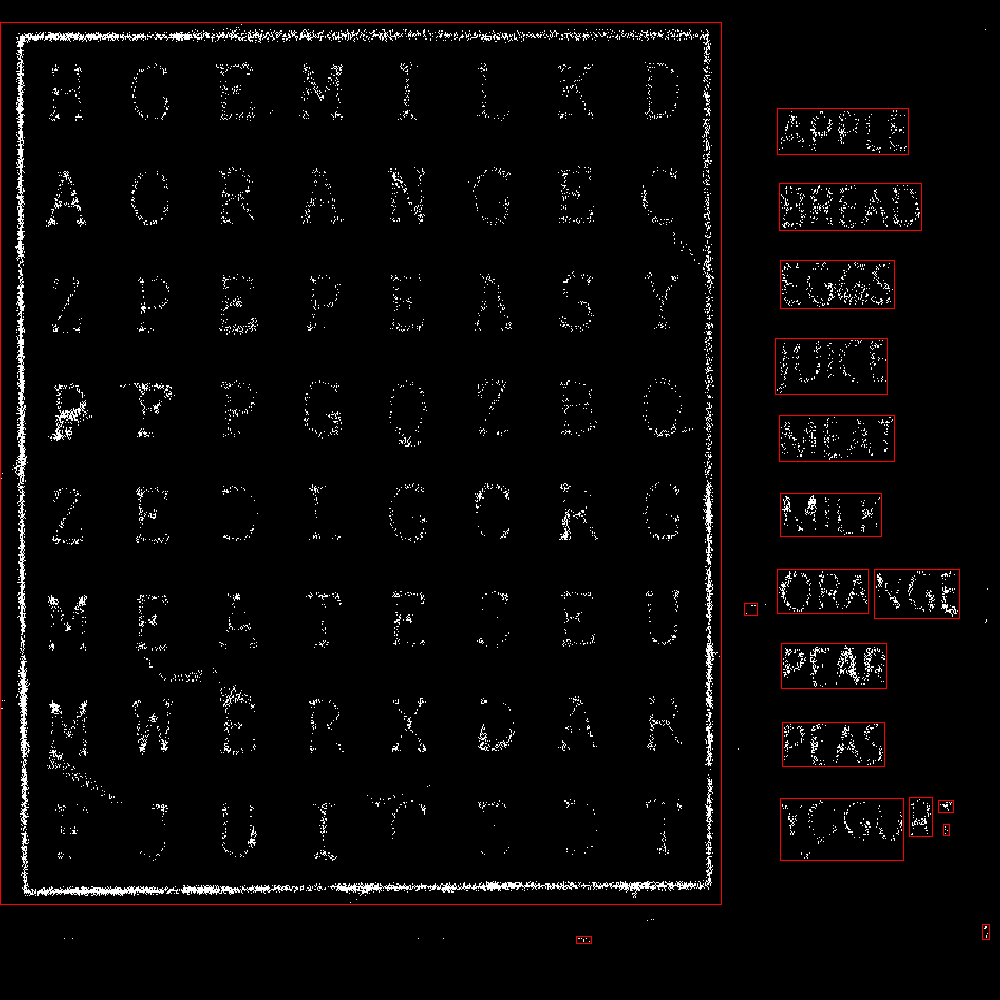 H G E M I L K D
A O R A N G E C
Z P E P E A S Y
P P P G Q Z B O
Z E D L G C R G
M E A T E S E U
M W E R X D A R
F J U I C E D T
APPLE
BREAD
EGGS
JUICE
MEAT
MILK
ORANGE
PEAR
PEAS
YOGURT